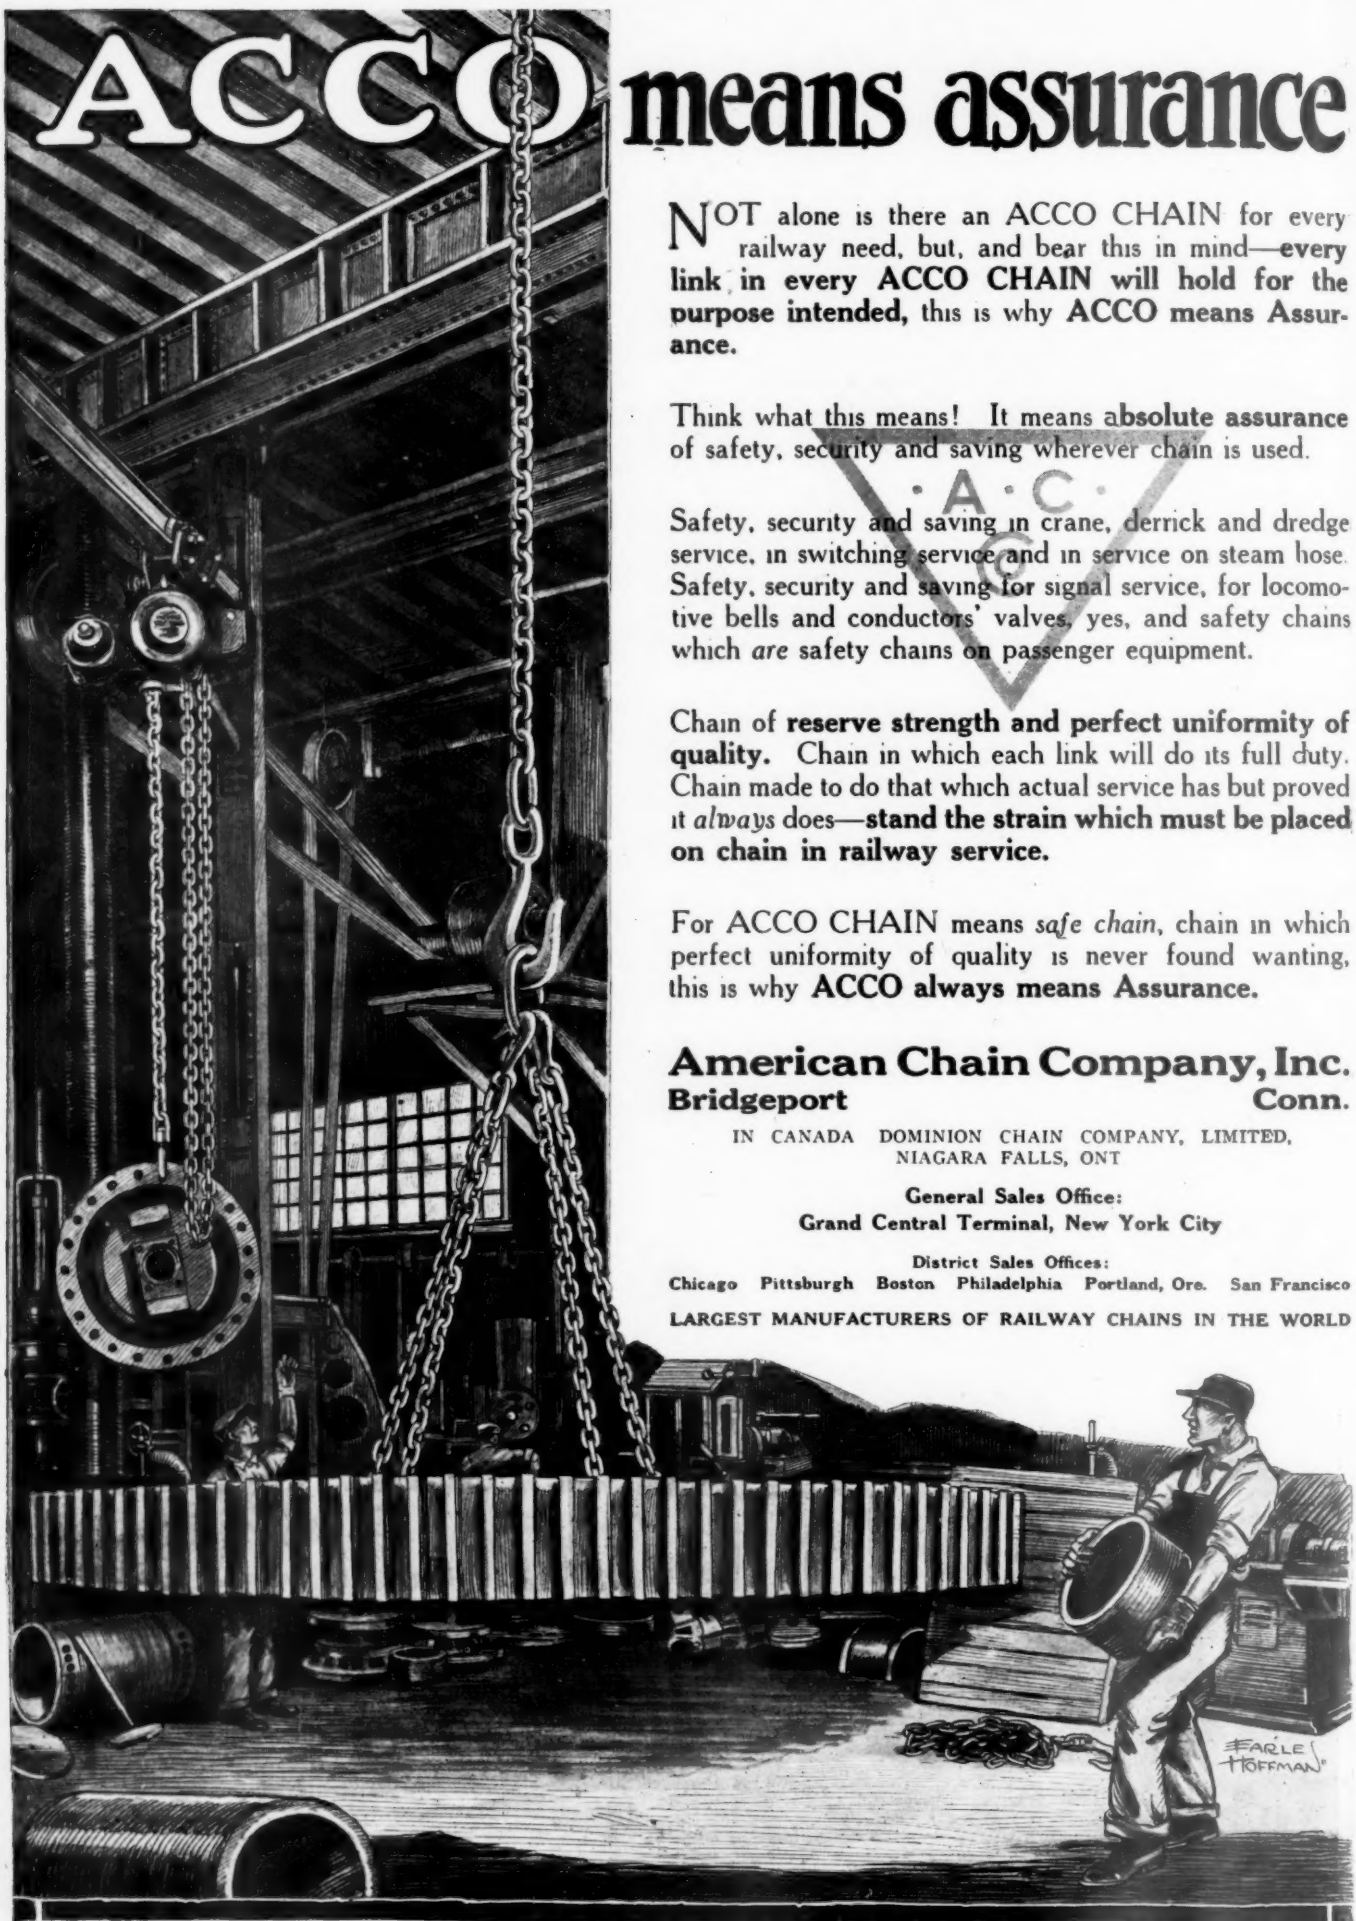 ACCO means assurance
NOT alone is there an ACCO CHAIN for every
railway need, but, and bear this in mind—every
link in every ACCO CHAIN will hold for the
purpose intended, this is why ACCO means Assur-
ance.
Think what this means! It means absolute assurance
of safety, security and saving wherever chain is used.
A · C ·
Co
Safety, security and saving in crane, derrick and dredge
service, in switching service and in service on steam hose.
Safety, security and saving for signal service, for locomo-
tive bells and conductors' valves, yes, and safety chains
which are safety chains on passenger equipment.
Chain of reserve strength and perfect uniformity of
quality. Chain in which each link will do its full duty.
Chain made to do that which actual service has but proved
it always does—stand the strain which must be placed
on chain in railway service.
For ACCO CHAIN means safe chain, chain in which
perfect uniformity of quality is never found wanting,
this is why ACCO always means Assurance.
American Chain Company, Inc.
Bridgeport Conn.
IN CANADA DOMINION CHAIN COMPANY, LIMITED,
NIAGARA FALLS, ONT
General Sales Office:
Grand Central Terminal, New York City
District Sales Offices:
Chicago Pittsburgh Boston Philadelphia Portland, Ore. San Francisco
LARGEST MANUFACTURERS OF RAILWAY CHAINS IN THE WORLD
EARLE
HOFFMAN